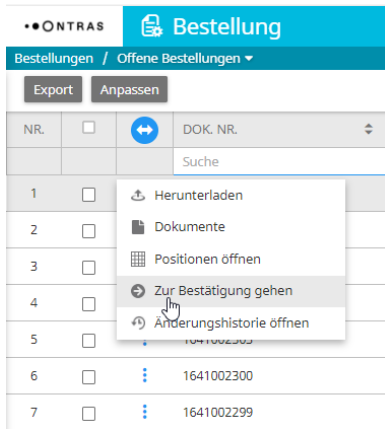 ONTRAS
Bestellung
Bestellungen / Offene Bestellungen
Export Anpassen
NR. DOK. NR.
Suche
1 Herunterladen
2 Dokumente
3 Positionen öffnen
4 Zur Bestätigung gehen
Änderungshistorie öffnen
5
6 1641002300
7 1641002299